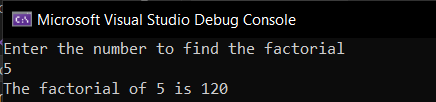 Microsoft Visual Studio Debug Console
Enter the number to find the factorial
5
The factorial of 5 is 120